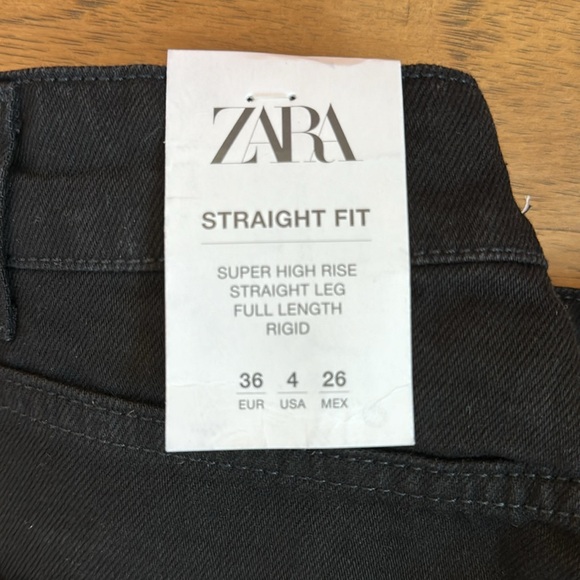 ZARA
STRAIGHT FIT
SUPER HIGH RISE
STRAIGHT LEG
FULL LENGTH
RIGID
36 4 26
EUR USA MEX